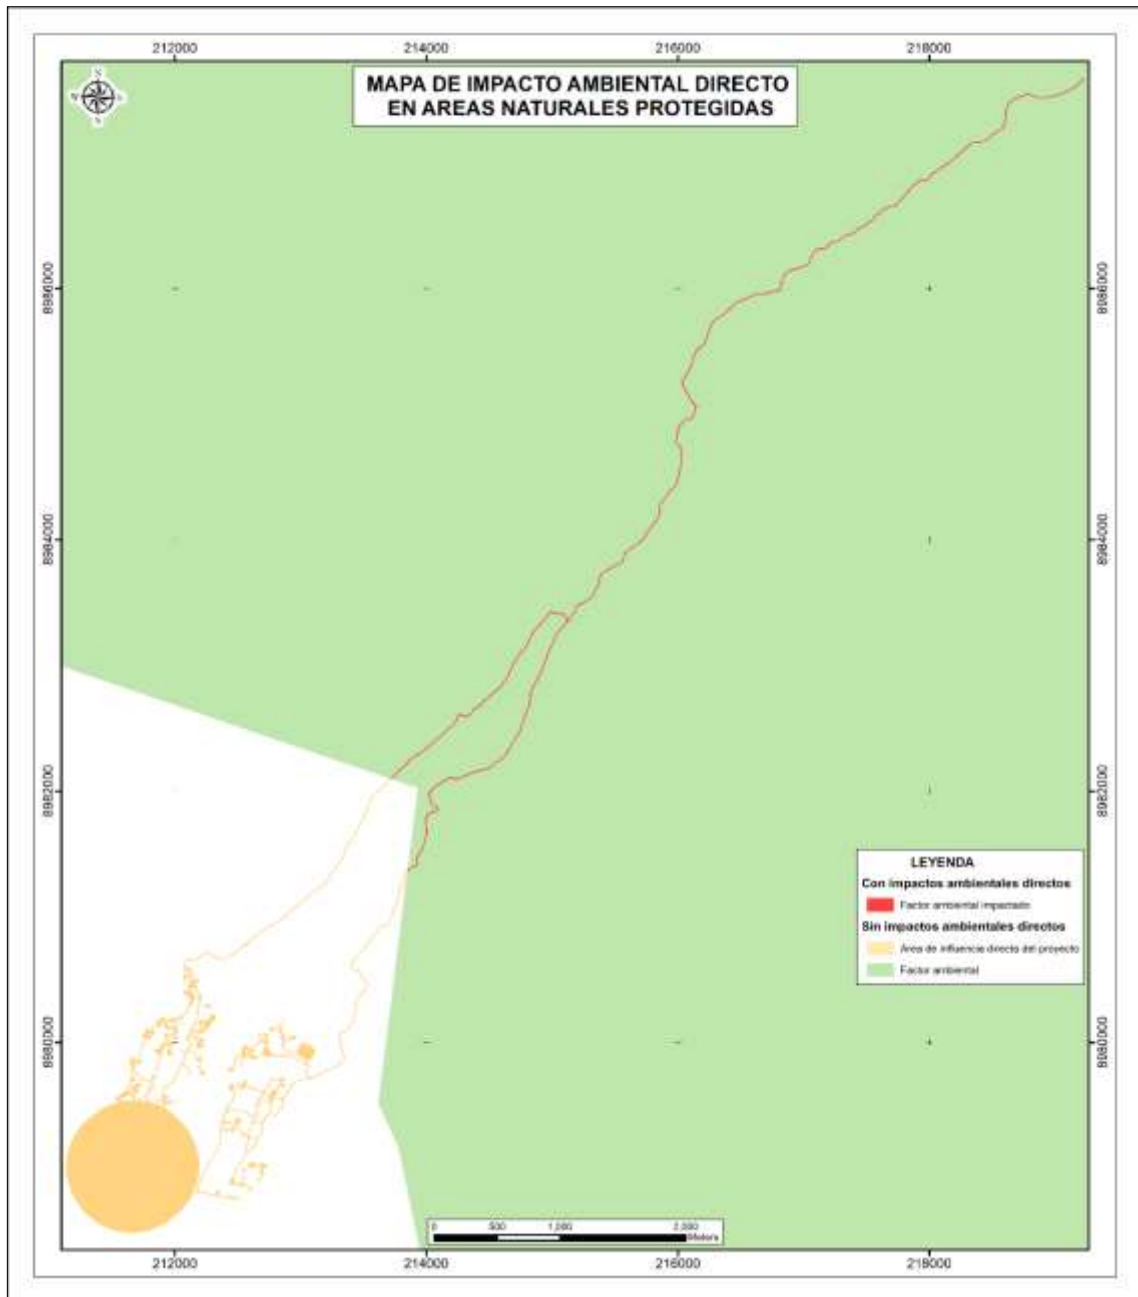 212000 214000 216000 218000
MAPA DE IMPACTO AMBIENTAL DIRECTO
EN AREAS NATURALES PROTEGIDAS
8986000 8986000
8984000 8984000
8982000 8982000
LEYENDA
Con impactos ambientales directos
Factor ambiental impactado
Sin impactos ambientales directos
Area de influencia directa del proyecto
Factor ambiental
8980000 8980000
0 500 1,000 2,000
Meters
212000 214000 216000 218000